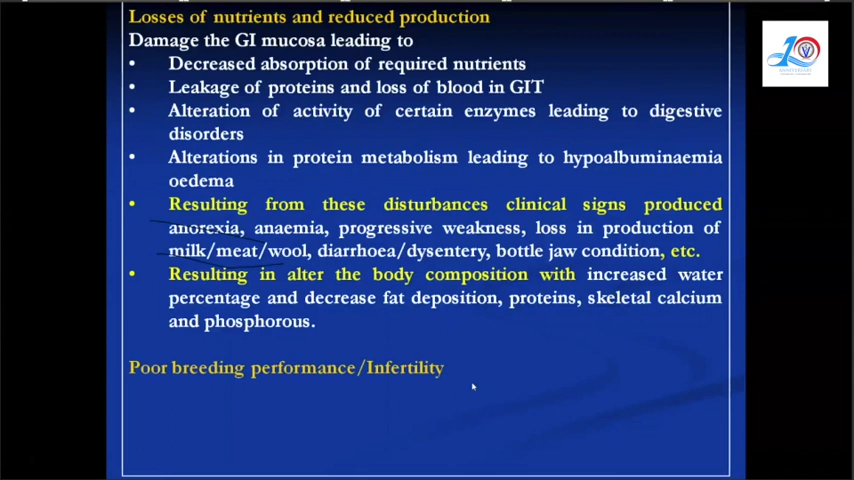 Losses of nutrients and reduced production
Damage the GI mucosa leading to
• Decreased absorption of required nutrients
• Leakage of proteins and loss of blood in GIT
• Alteration of activity of certain enzymes leading to digestive
disorders
• Alterations in protein metabolism leading to hypoalbuminaemia
oedema
• Resulting from these disturbances clinical signs produced
anorexia, anaemia, progressive weakness, loss in production of
milk/meat/wool, diarrhoea/dysentery, bottle jaw condition, etc.
• Resulting in alter the body composition with increased water
percentage and decrease fat deposition, proteins, skeletal calcium
and phosphorous.
Poor breeding performance/Infertility
10
ANNIVERSARY